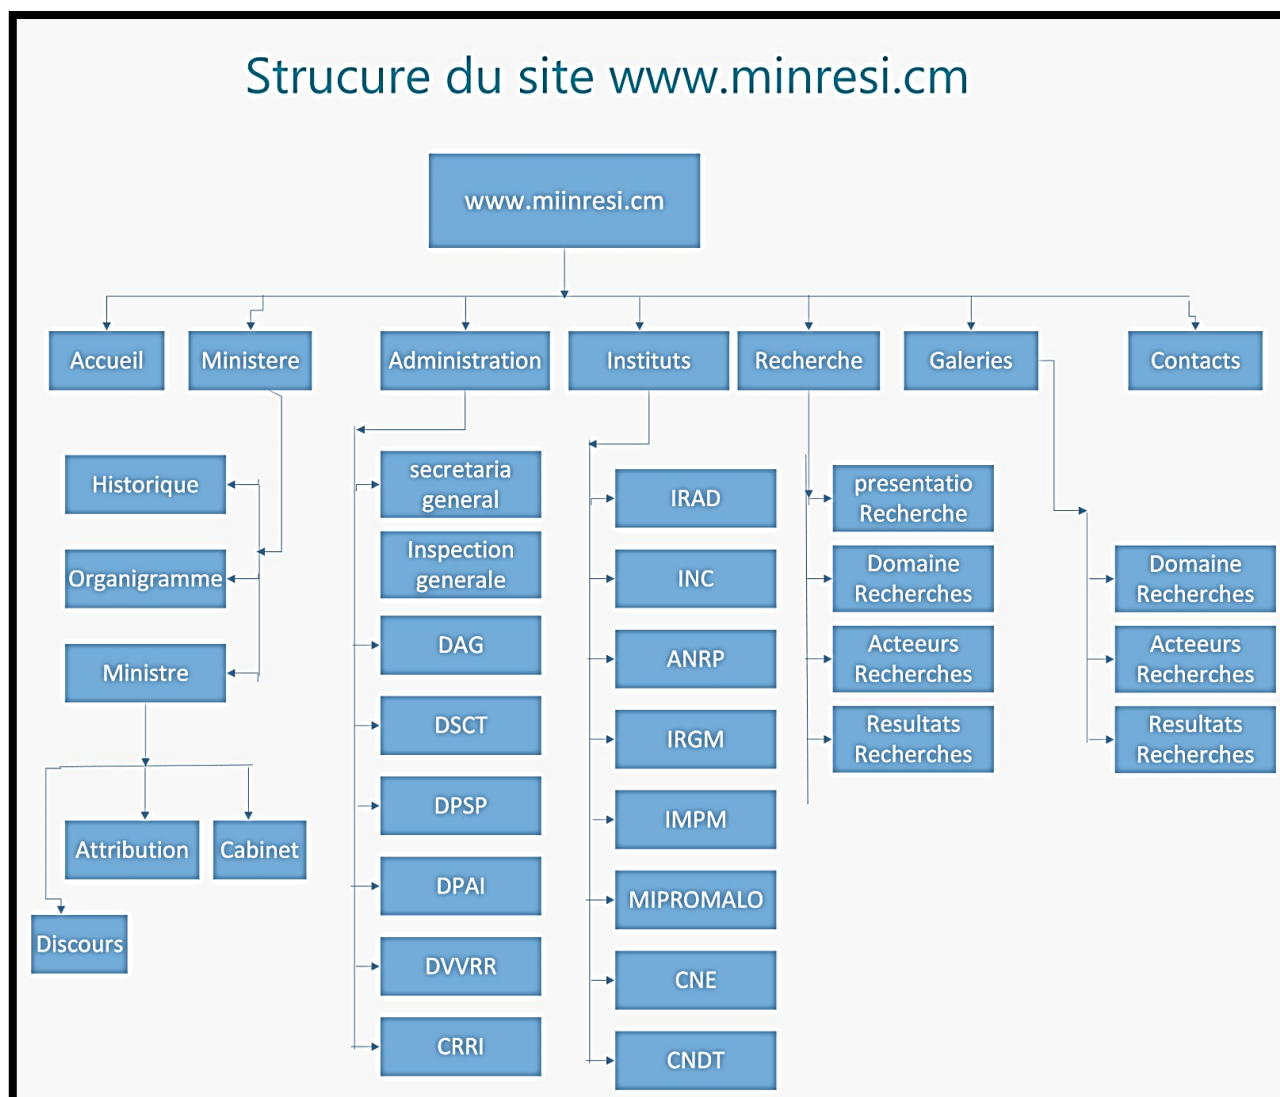 Strucure du site www.minresi.cm
www.miinresi.cm
Accueil
Ministere
Administration
Instituts
Recherche
Galeries
Contacts
Historique
Organigramme
Ministre
Attribution
Cabinet
Discours
secretaria
general
Inspection
generale
DAG
DSCT
DPSP
DPAI
DVVRR
CRRI
IRAD
INC
ANRP
IRGM
IMPM
MIPROMALO
CNE
CNDT
presentatio
Recherche
Domaine
Recherches
Acteeurs
Recherches
Resultats
Recherches
Domaine
Recherches
Acteeurs
Recherches
Resultats
Recherches